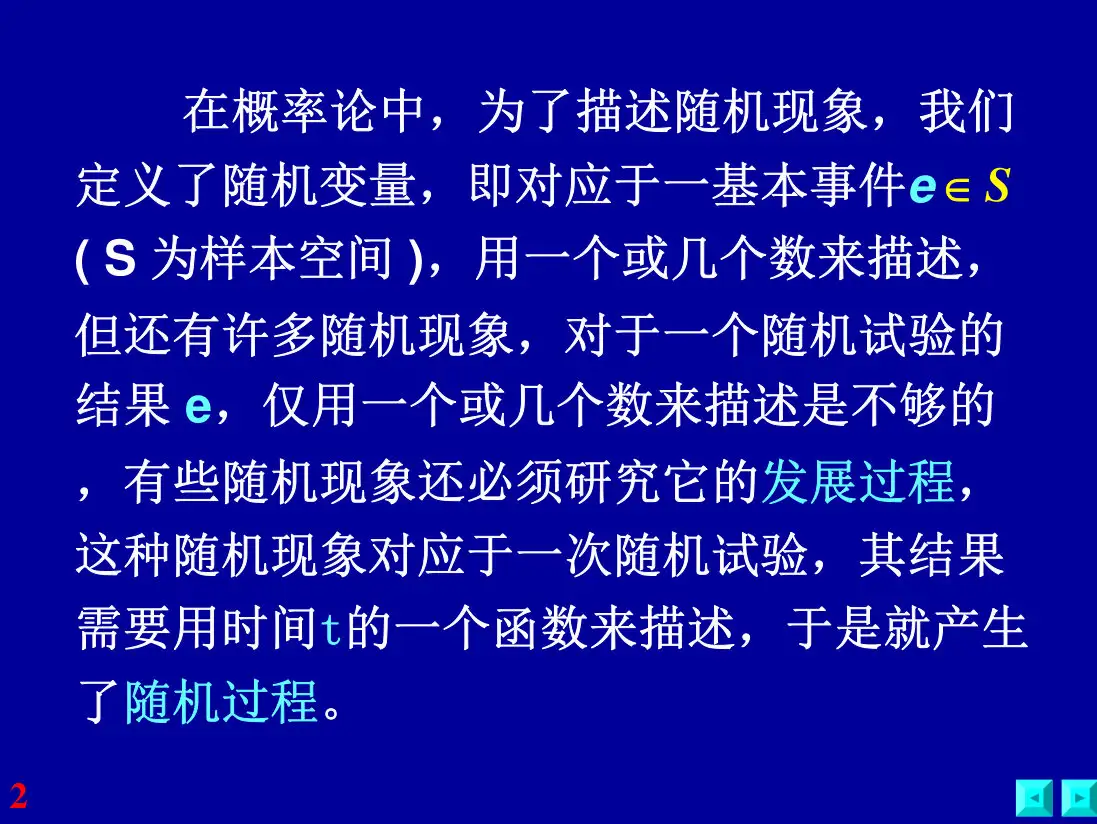 在概率论中，为了描述随机现象，我们
定义了随机变量，即对应于一基本事件e∈S
( S 为样本空间 )，用一个或几个数来描述，
但还有许多随机现象，对于一个随机试验的
结果 e，仅用一个或几个数来描述是不够的
，有些随机现象还必须研究它的发展过程，
这种随机现象对应于一次随机试验，其结果
需要用时间t的一个函数来描述，于是就产生
了随机过程。
2